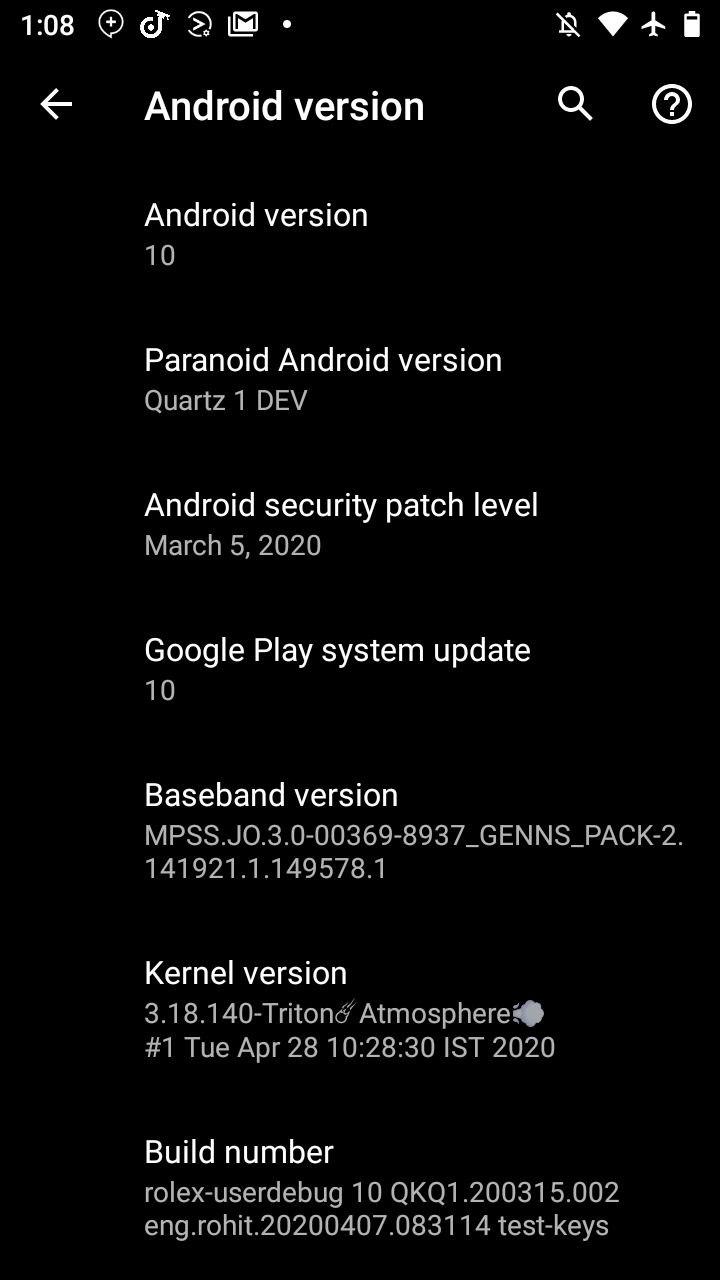 1:08
Android version
Android version
10
Paranoid Android version
Quartz 1 DEV
Android security patch level
March 5, 2020
Google Play system update
10
Baseband version
MPSS.JO.3.0-00369-8937_GENNS_PACK-2.
141921.1.149578.1
Kernel version
3.18.140-Triton☄Atmosphere💨
#1 Tue Apr 28 10:28:30 IST 2020
Build number
rolex-userdebug 10 QKQ1.200315.002
eng.rohit.20200407.083114 test-keys